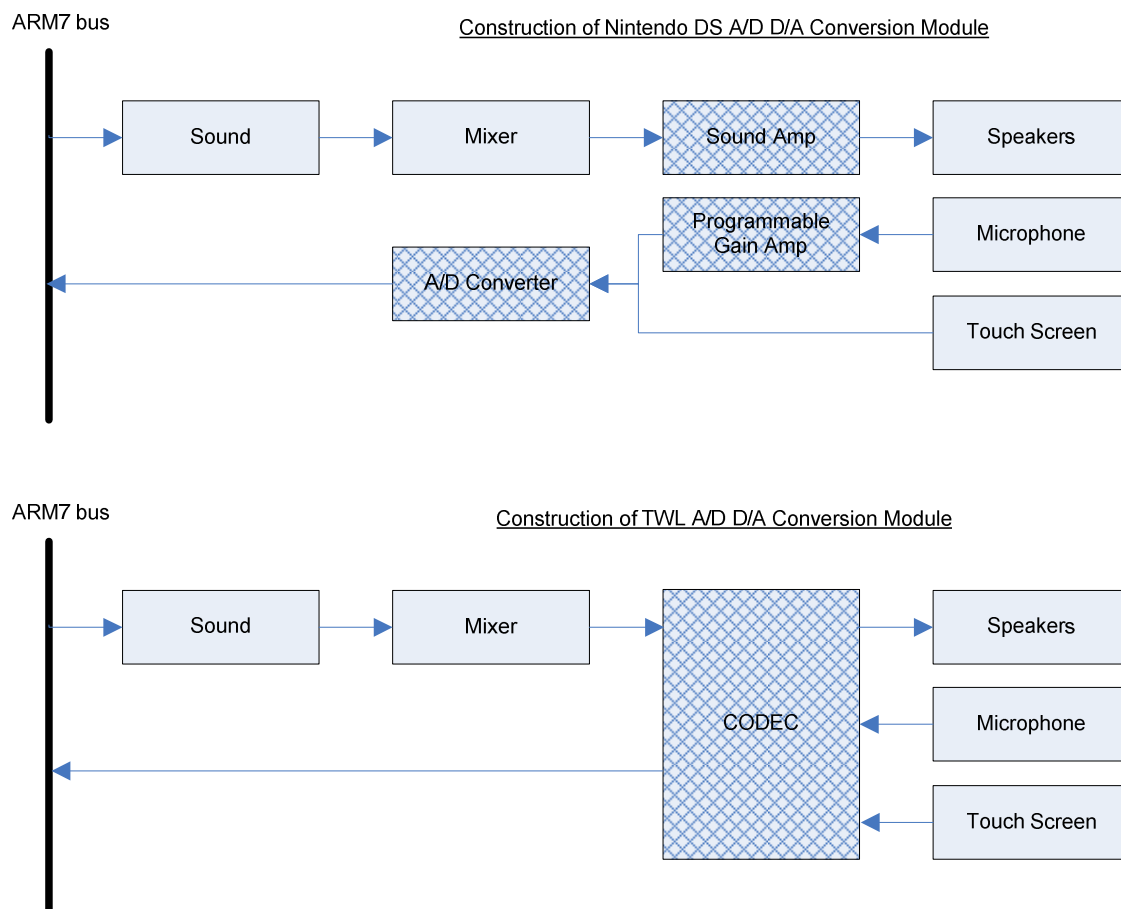 ARM7 bus
Construction of Nintendo DS A/D D/A Conversion Module
Sound
Mixer
Sound Amp
Speakers
Programmable
Gain Amp
Microphone
A/D Converter
Touch Screen
ARM7 bus
Construction of TWL A/D D/A Conversion Module
Sound
Mixer
Speakers
CODEC
Microphone
Touch Screen